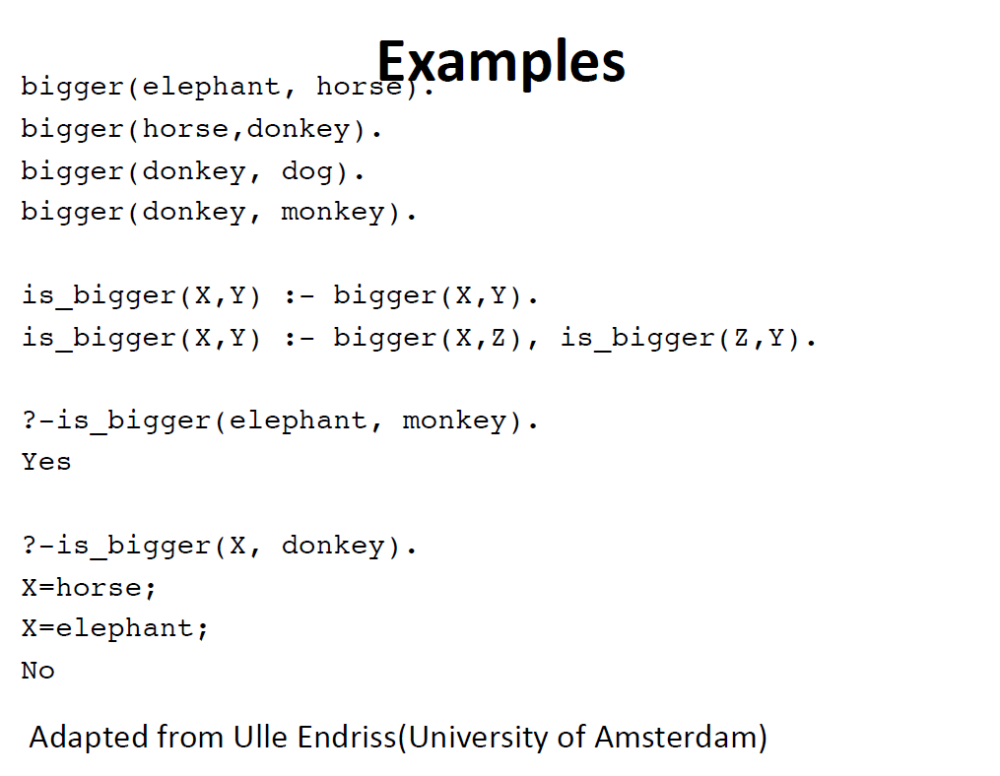 Examples
bigger(elephant, horse).
bigger(horse,donkey).
bigger(donkey, dog).
bigger(donkey, monkey).
is_bigger(X,Y) :- bigger(X,Y).
is_bigger(X,Y) :- bigger(X,Z), is_bigger(Z,Y).
?-is_bigger(elephant, monkey).
Yes
?-is_bigger(X, donkey).
X=horse;
X=elephant;
No
Adapted from Ulle Endriss(University of Amsterdam)